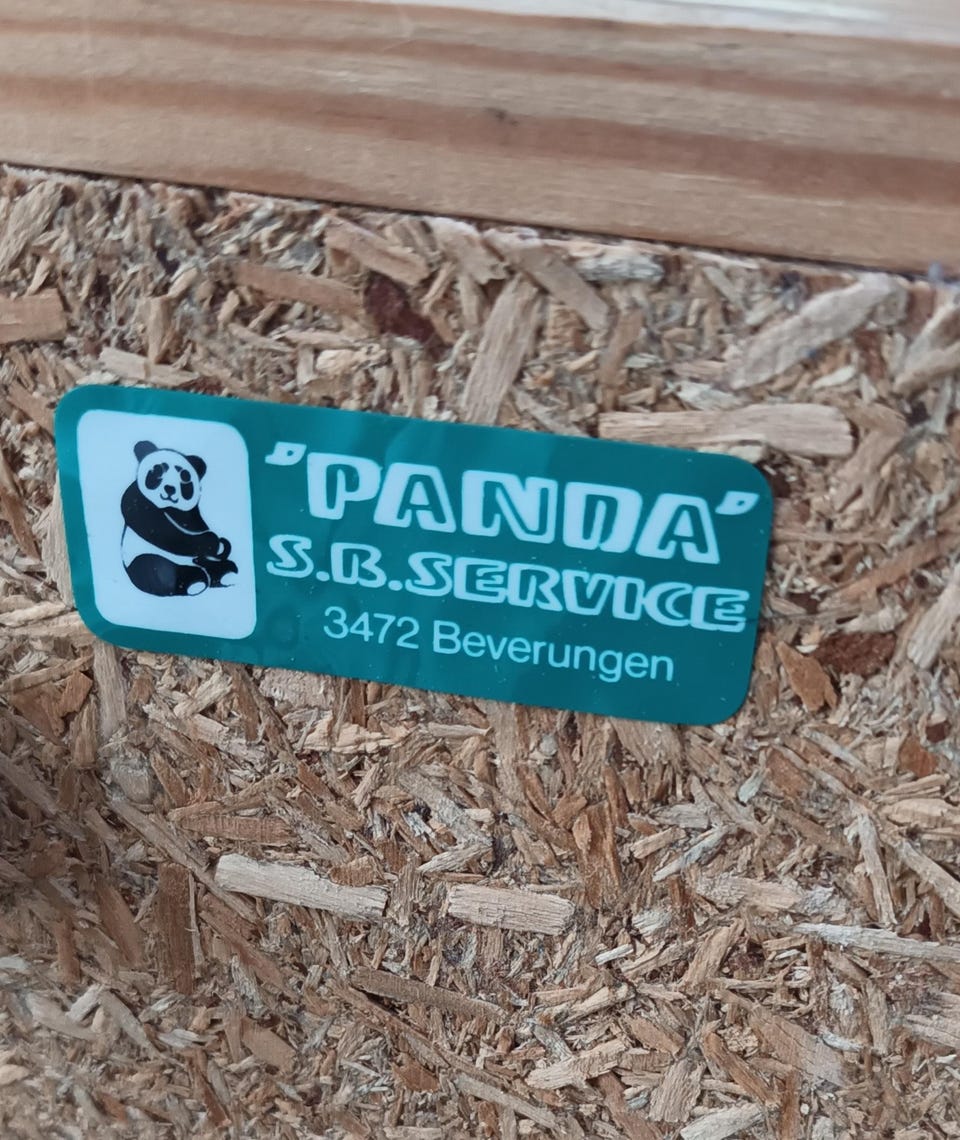 'PANDA'
S.B.SERVICE
3472 Beverungen